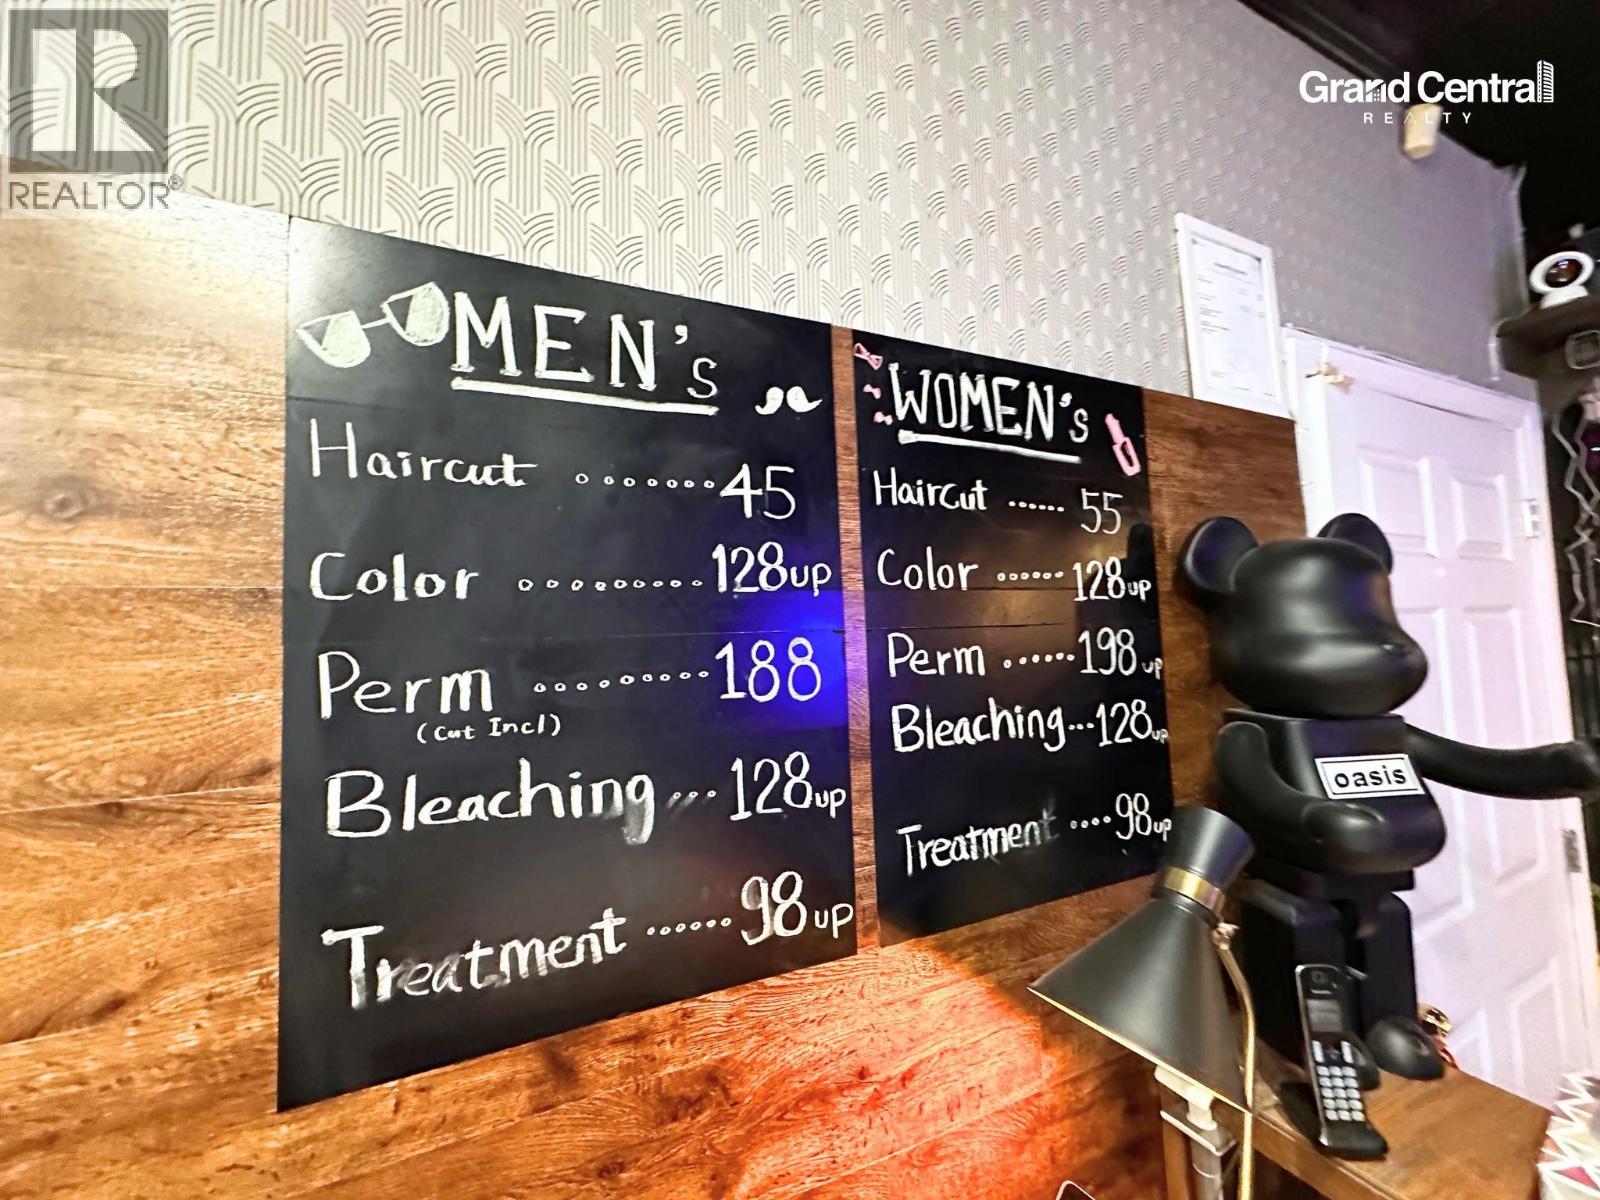 R
REALTOR®
Grand Central
REALTY
MEN's
Haircut ....... 45
Color ......... 128up
Perm ......... 188
(Cut Incl)
Bleaching ... 128up
Treatment ...... 98up
WOMEN's
Haircut ...... 55
Color ...... 128up
Perm ...... 198up
Bleaching... 128up
Treatment .... 98up
oasis